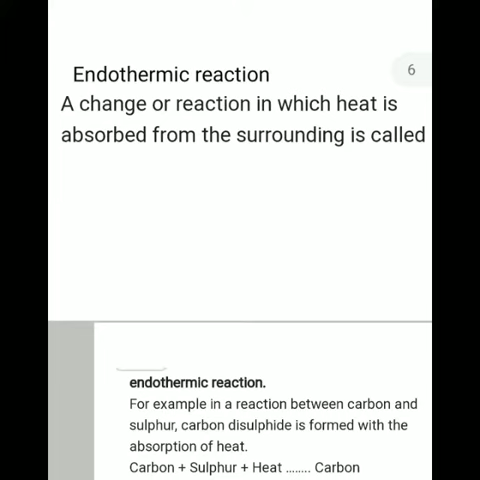 6
Endothermic reaction
A change or reaction in which heat is
absorbed from the surrounding is called
endothermic reaction.
For example in a reaction between carbon and
sulphur, carbon disulphide is formed with the
absorption of heat.
Carbon + Sulphur + Heat ........ Carbon